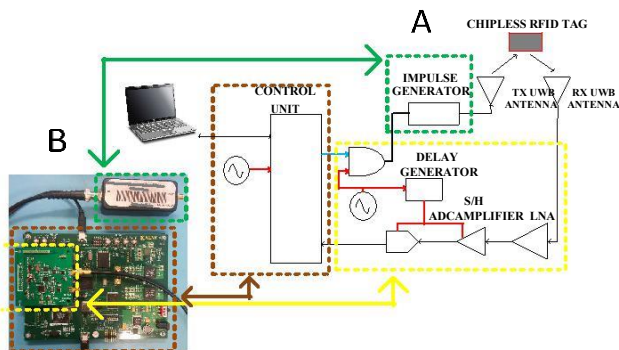 A
CHIPLESS RFID TAG
IMPULSE
GENERATOR
TX UWB
ANTENNA
RX UWB
ANTENNA
CONTROL
UNIT
B
DELAY
GENERATOR
S/H
ADCAMPLIFIER LNA